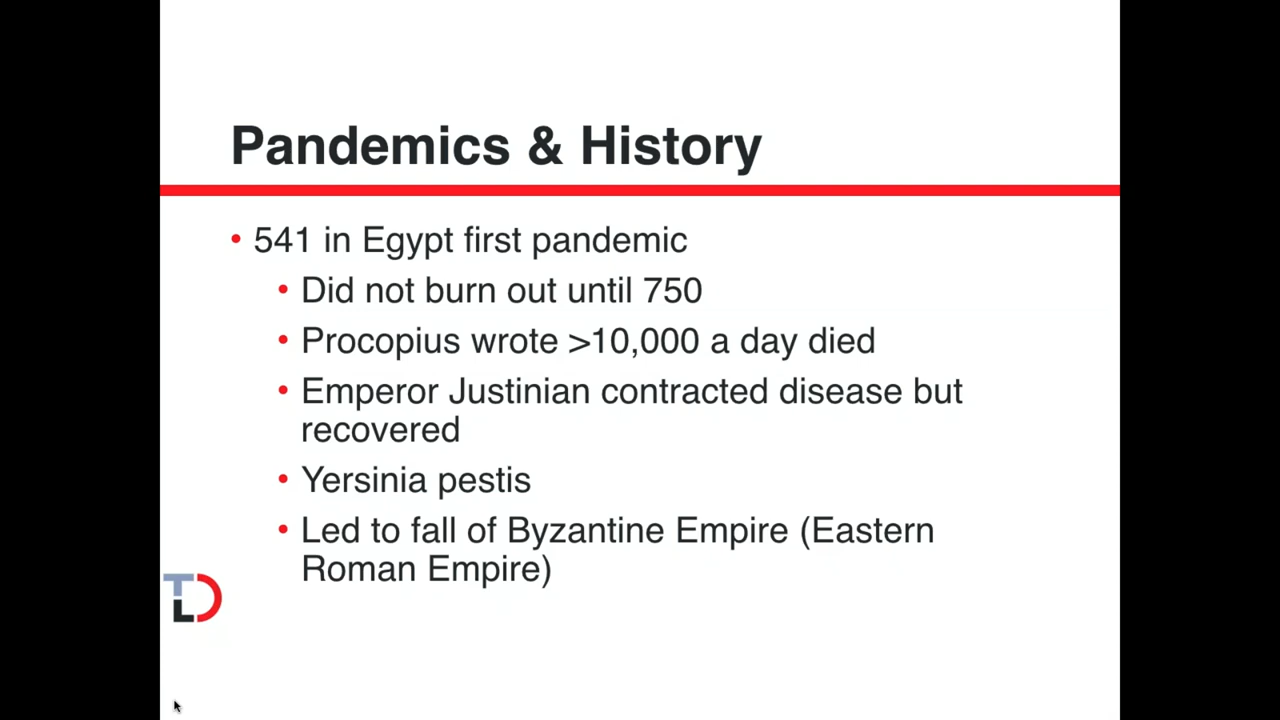 Pandemics & History
• 541 in Egypt first pandemic
• Did not burn out until 750
• Procopius wrote >10,000 a day died
• Emperor Justinian contracted disease but
recovered
• Yersinia pestis
• Led to fall of Byzantine Empire (Eastern
Roman Empire)
TLD